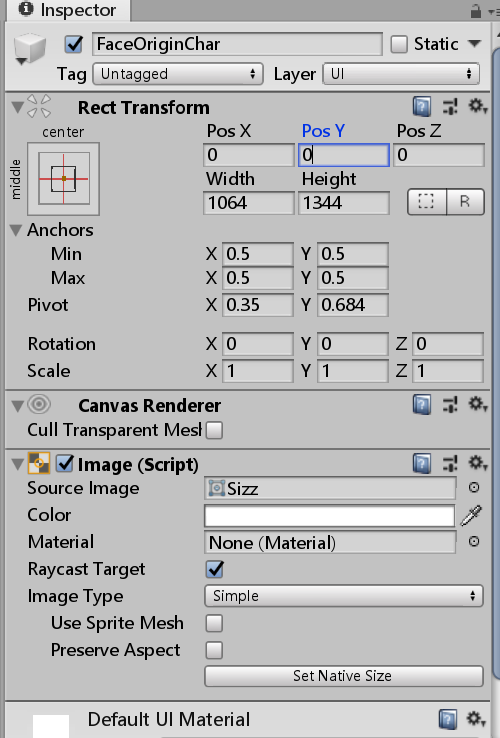 Inspector
FaceOriginChar Static
Tag Untagged Layer UI
Rect Transform
center Pos X Pos Y Pos Z
middle 0 0 0
Width Height
1064 1344 R
Anchors
Min X 0.5 Y 0.5
Max X 0.5 Y 0.5
Pivot X 0.35 Y 0.684
Rotation X 0 Y 0 Z 0
Scale X 1 Y 1 Z 1
Canvas Renderer
Cull Transparent Mesh
Image (Script)
Source Image Sizz
Color
Material None (Material)
Raycast Target
Image Type Simple
Use Sprite Mesh
Preserve Aspect
Set Native Size
Default UI Material